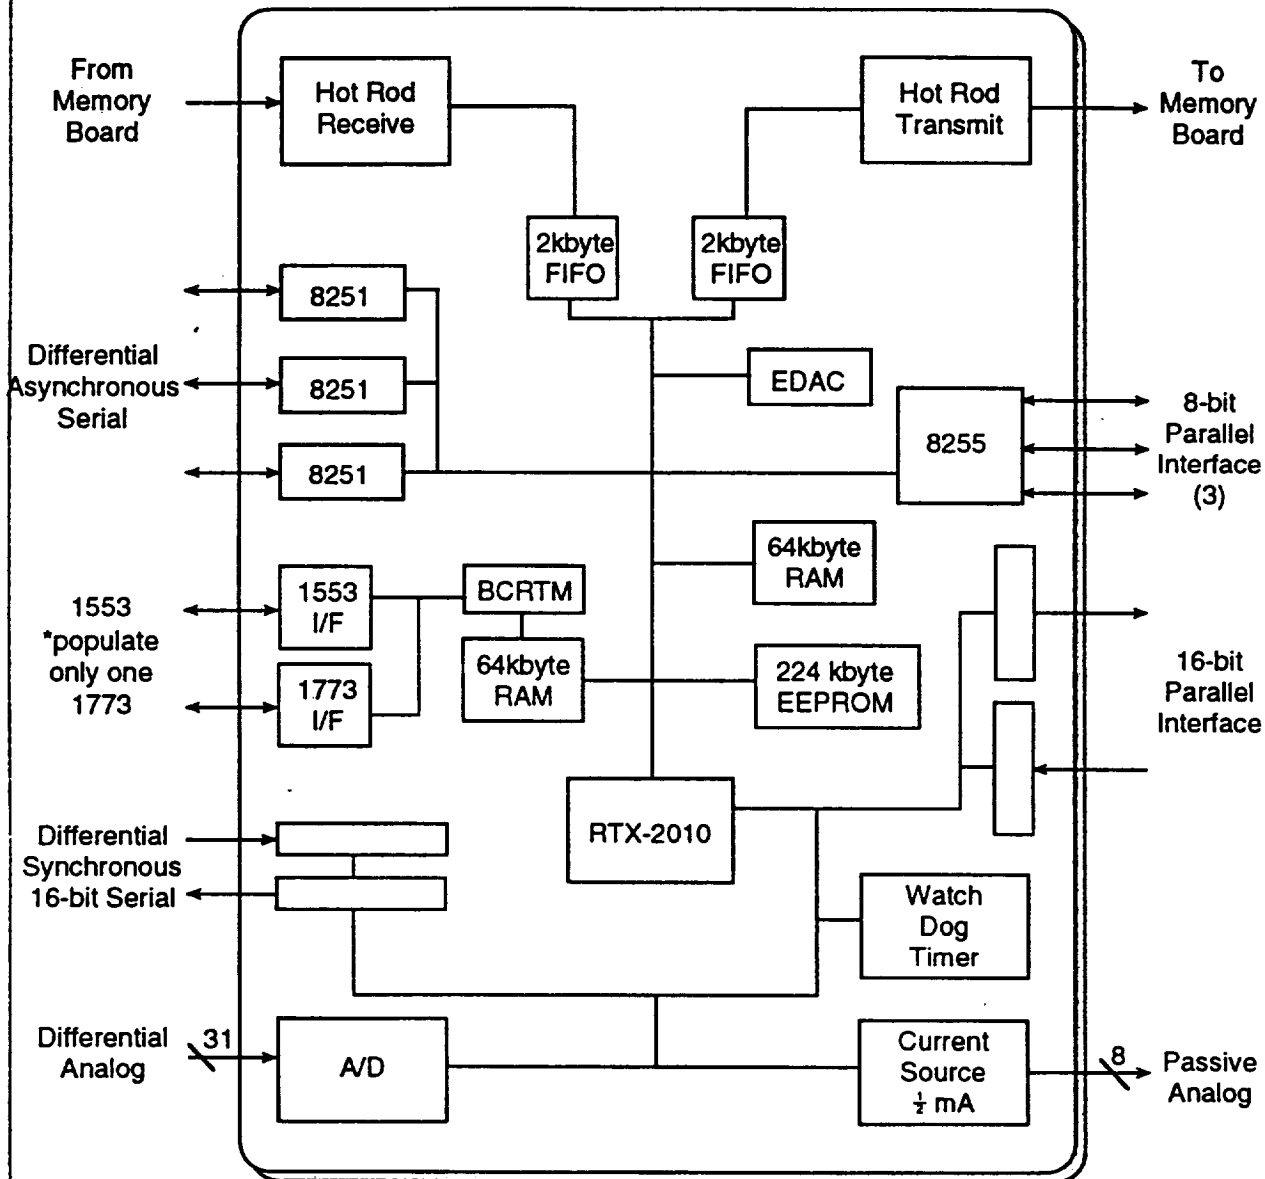 From
Memory
Board
Hot Rod
Receive
Hot Rod
Transmit
To
Memory
Board
2kbyte
FIFO
2kbyte
FIFO
8251
Differential
Asynchronous
Serial
8251
8251
EDAC
8255
8-bit
Parallel
Interface
(3)
64kbyte
RAM
1553
*populate
only one
1773
1553
I/F
1773
I/F
BCRTM
64kbyte
RAM
224 kbyte
EEPROM
16-bit
Parallel
Interface
RTX-2010
Differential
Synchronous
16-bit Serial
Watch
Dog
Timer
Differential
Analog
31
A/D
Current
Source
½ mA
8
Passive
Analog